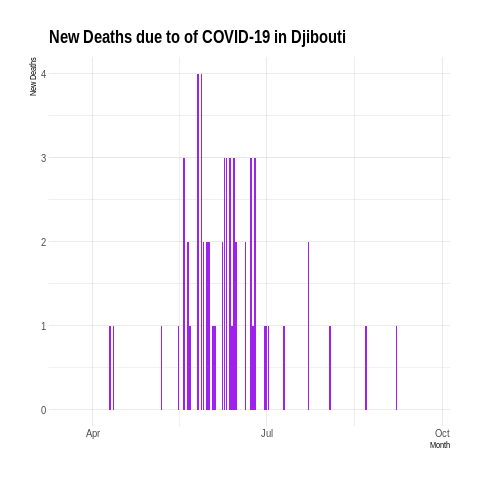 New Deaths due to of COVID-19 in Djibouti
New Deaths
4
3
2
1
0
Apr
Jul
Oct
Month